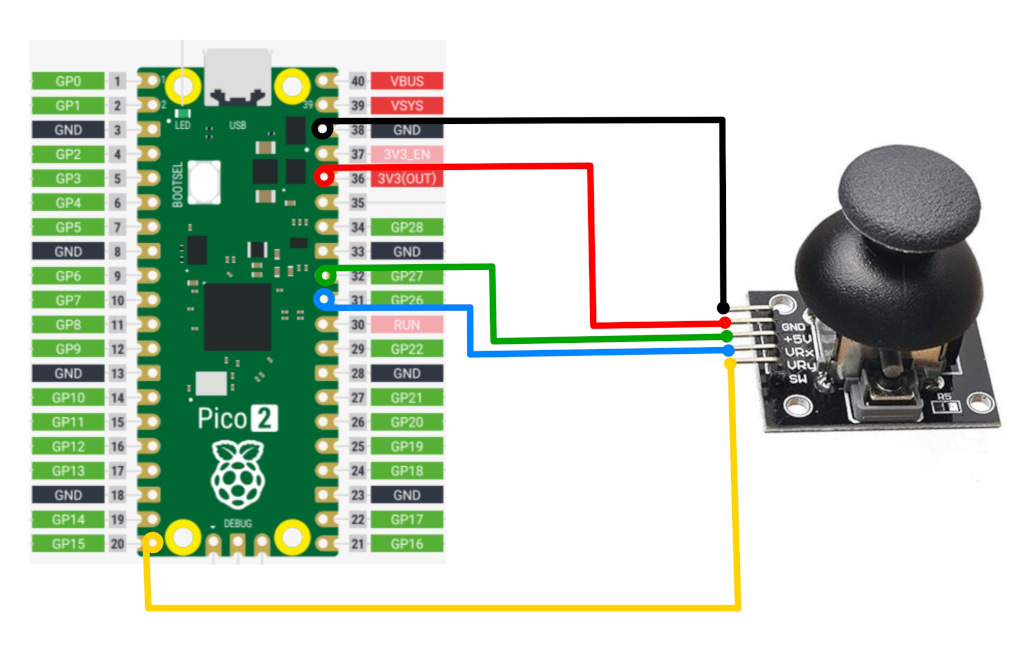 GP0 1 1 40 VBUS
GP1 2 2 39 39 VSYS
GND 3 LED USB 38 GND
GP2 4 37 3V3_EN
GP3 5 BOOTSEL 36 3V3(OUT)
GP4 6 35
GP5 7 34 GP28
GND 8 33 GND
GP6 9 32 GP27
GP7 10 31 GP26
GP8 11 30 RUN
GP9 12 29 GP22
GND 13 28 GND
GP10 14 27 GP21
GP11 15 Pico 2 26 GP20
GP12 16 25 GP19
GP13 17 24 GP18
GND 18 23 GND
GP14 19 DEBUG 22 GP17
GP15 20 21 GP16
GND
+5V
VRx
VRy
SW
R5